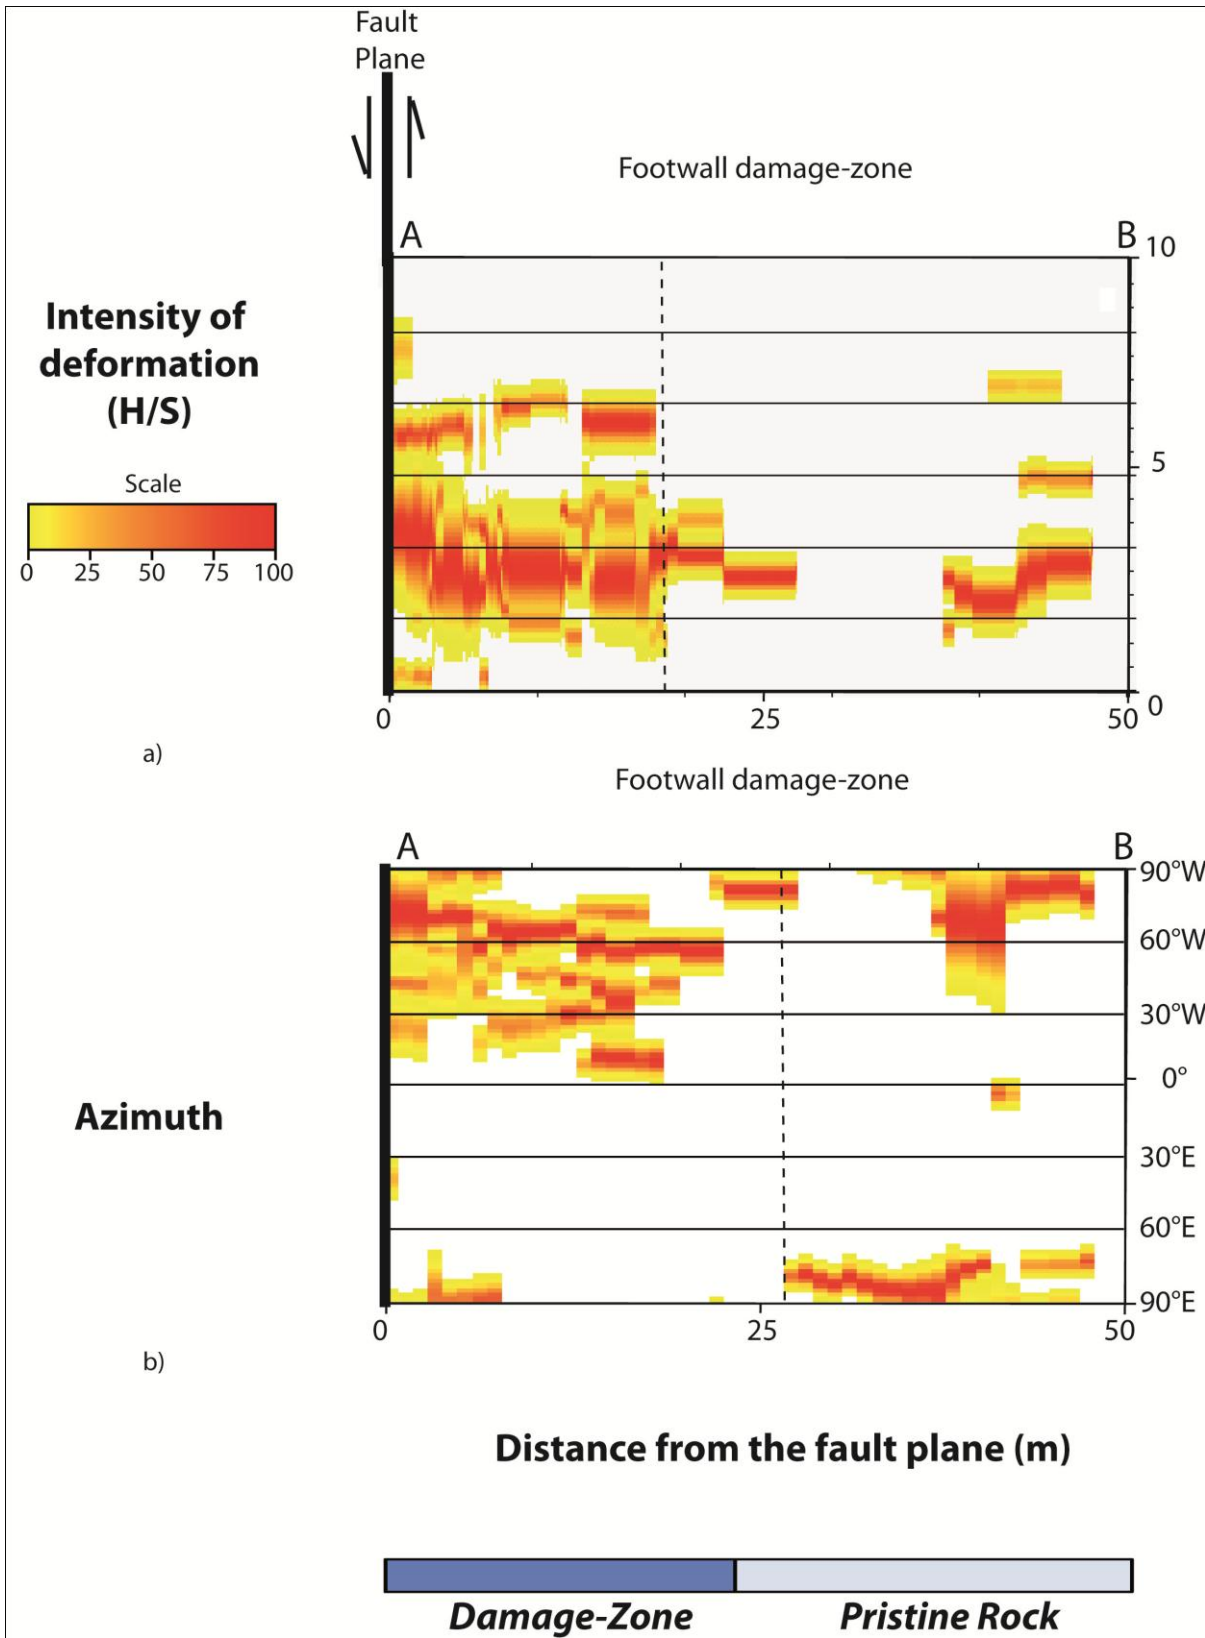 Fault
Plane
Footwall damage-zone
A
B
10
Intensity of
deformation
(H/S)
5
Scale
0 25 50 75 100
0
0 25 50
a)
Footwall damage-zone
A
B
90°W
60°W
30°W
0°
Azimuth
30°E
60°E
90°E
0 25 50
b)
Distance from the fault plane (m)
Damage-Zone Pristine Rock